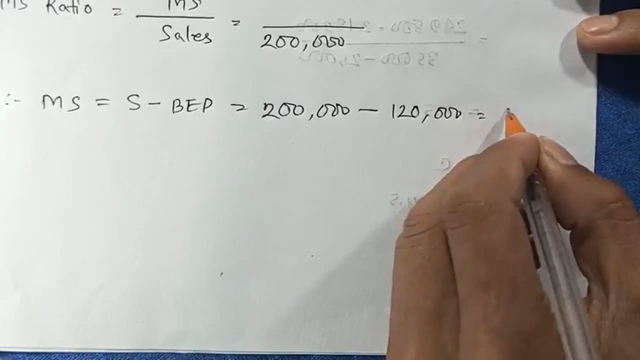 MS Ratio = MS / Sales = / 200,000
∴ MS = S - BEP = 200,000 - 120,000 =